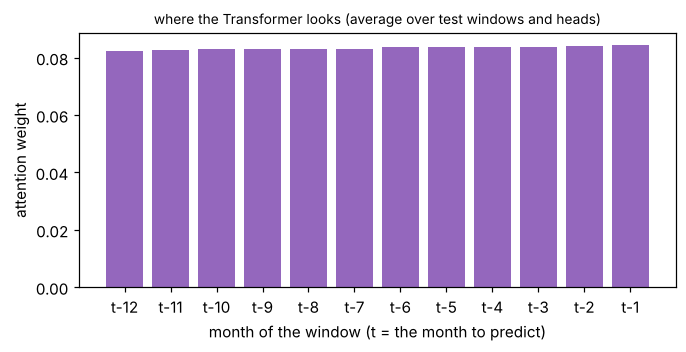 where the Transformer looks (average over test windows and heads)
attention weight
0.08
0.06
0.04
0.02
0.00
t-12 t-11 t-10 t-9 t-8 t-7 t-6 t-5 t-4 t-3 t-2 t-1
month of the window (t = the month to predict)